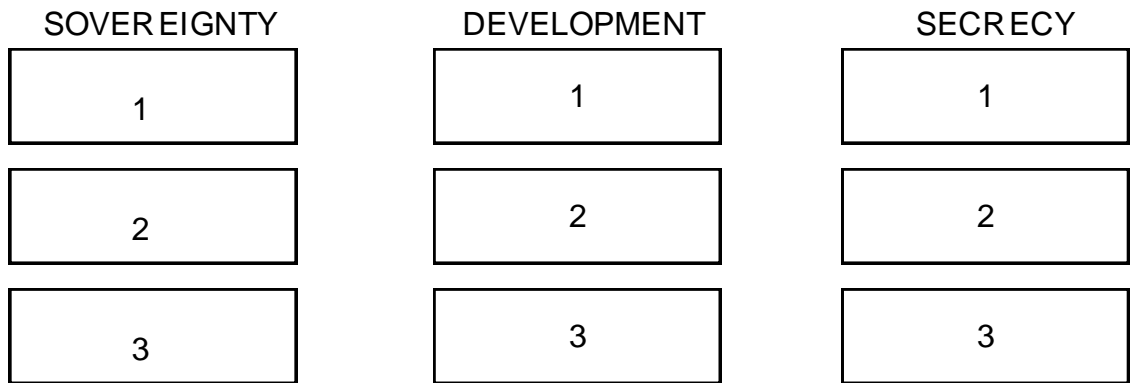 SOVEREIGNTY DEVELOPMENT SECRECY
1 1 1
2 2 2
3 3 3